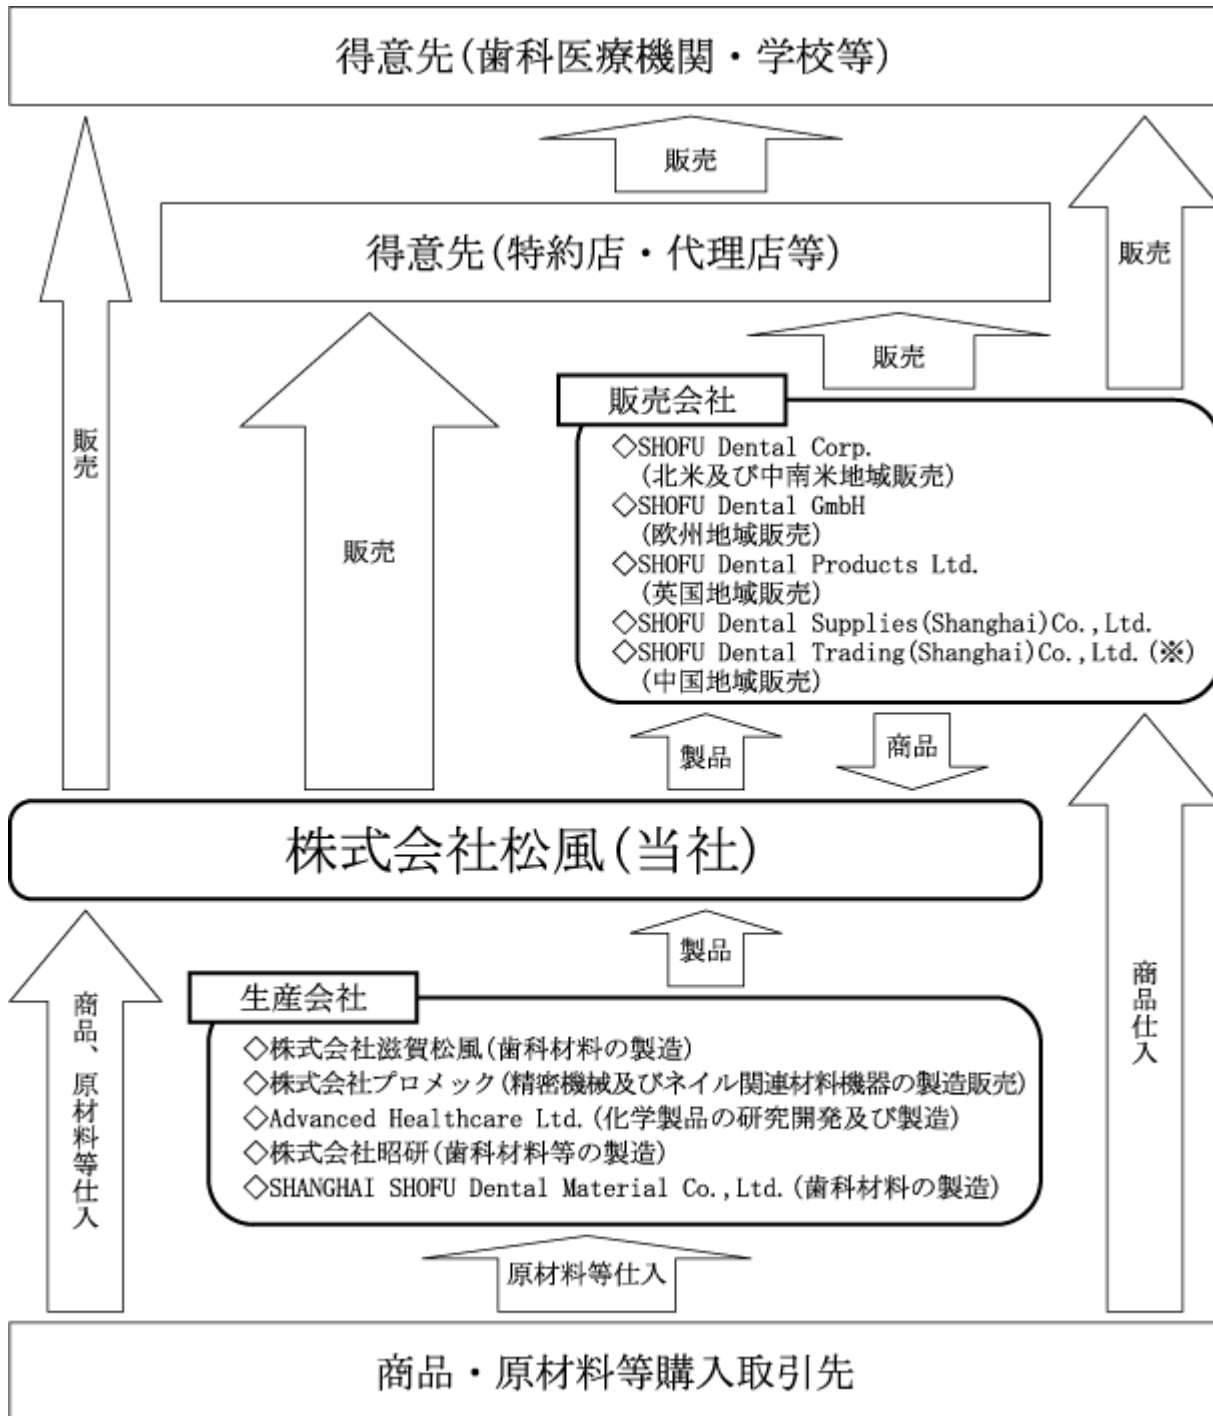 得意先(歯科医療機関・学校等)
販売
得意先(特約店・代理店等)
販売
販売
販売
販売
販売会社
◇SHOFU Dental Corp.
(北米及び中南米地域販売)
◇SHOFU Dental GmbH
(欧州地域販売)
◇SHOFU Dental Products Ltd.
(英国地域販売)
◇SHOFU Dental Supplies(Shanghai)Co.,Ltd.
◇SHOFU Dental Trading(Shanghai)Co.,Ltd.(※)
(中国地域販売)
製品
商品
株式会社松風(当社)
製品
商品、原材料等仕入
商品仕入
生産会社
◇株式会社滋賀松風(歯科材料の製造)
◇株式会社プロメック(精密機械及びネイル関連材料機器の製造販売)
◇Advanced Healthcare Ltd.(化学製品の研究開発及び製造)
◇株式会社昭研(歯科材料等の製造)
◇SHANGHAI SHOFU Dental Material Co.,Ltd.(歯科材料の製造)
原材料等仕入
商品・原材料等購入取引先